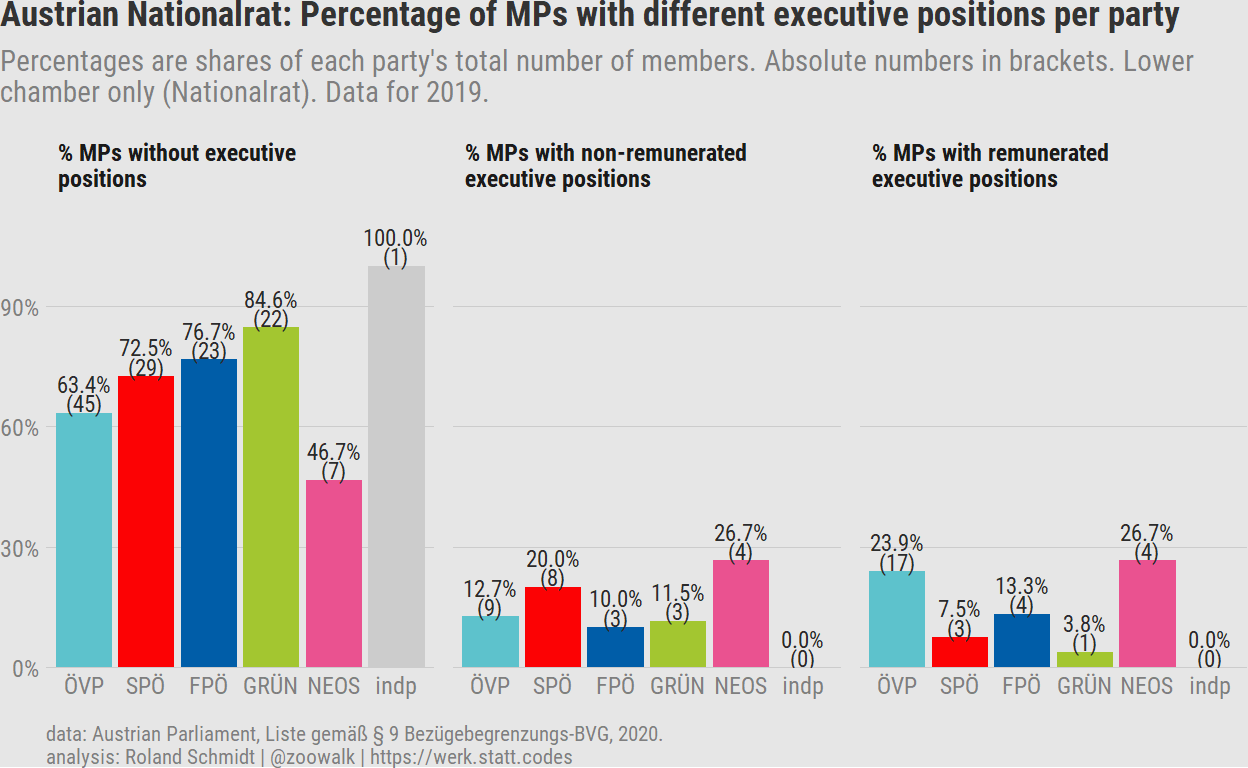 Austrian Nationalrat: Percentage of MPs with different executive positions per party
Percentages are shares of each party's total number of members. Absolute numbers in brackets. Lower
chamber only (Nationalrat). Data for 2019.
% MPs without executive
positions
90%
60%
30%
0%
63.4%
(45)
72.5%
(29)
76.7%
(23)
84.6%
(22)
46.7%
(7)
100.0%
(1)
ÖVP SPÖ FPÖ GRÜN NEOS indp
% MPs with non-remunerated
executive positions
12.7%
(9)
20.0%
(8)
10.0%
(3)
11.5%
(3)
26.7%
(4)
0.0%
(0)
ÖVP SPÖ FPÖ GRÜN NEOS indp
% MPs with remunerated
executive positions
23.9%
(17)
7.5%
(3)
13.3%
(4)
3.8%
(1)
26.7%
(4)
0.0%
(0)
ÖVP SPÖ FPÖ GRÜN NEOS indp
data: Austrian Parliament, Liste gemäß § 9 Bezügebegrenzungs-BVG, 2020.
analysis: Roland Schmidt | @zoowalk | https://werk.statt.codes